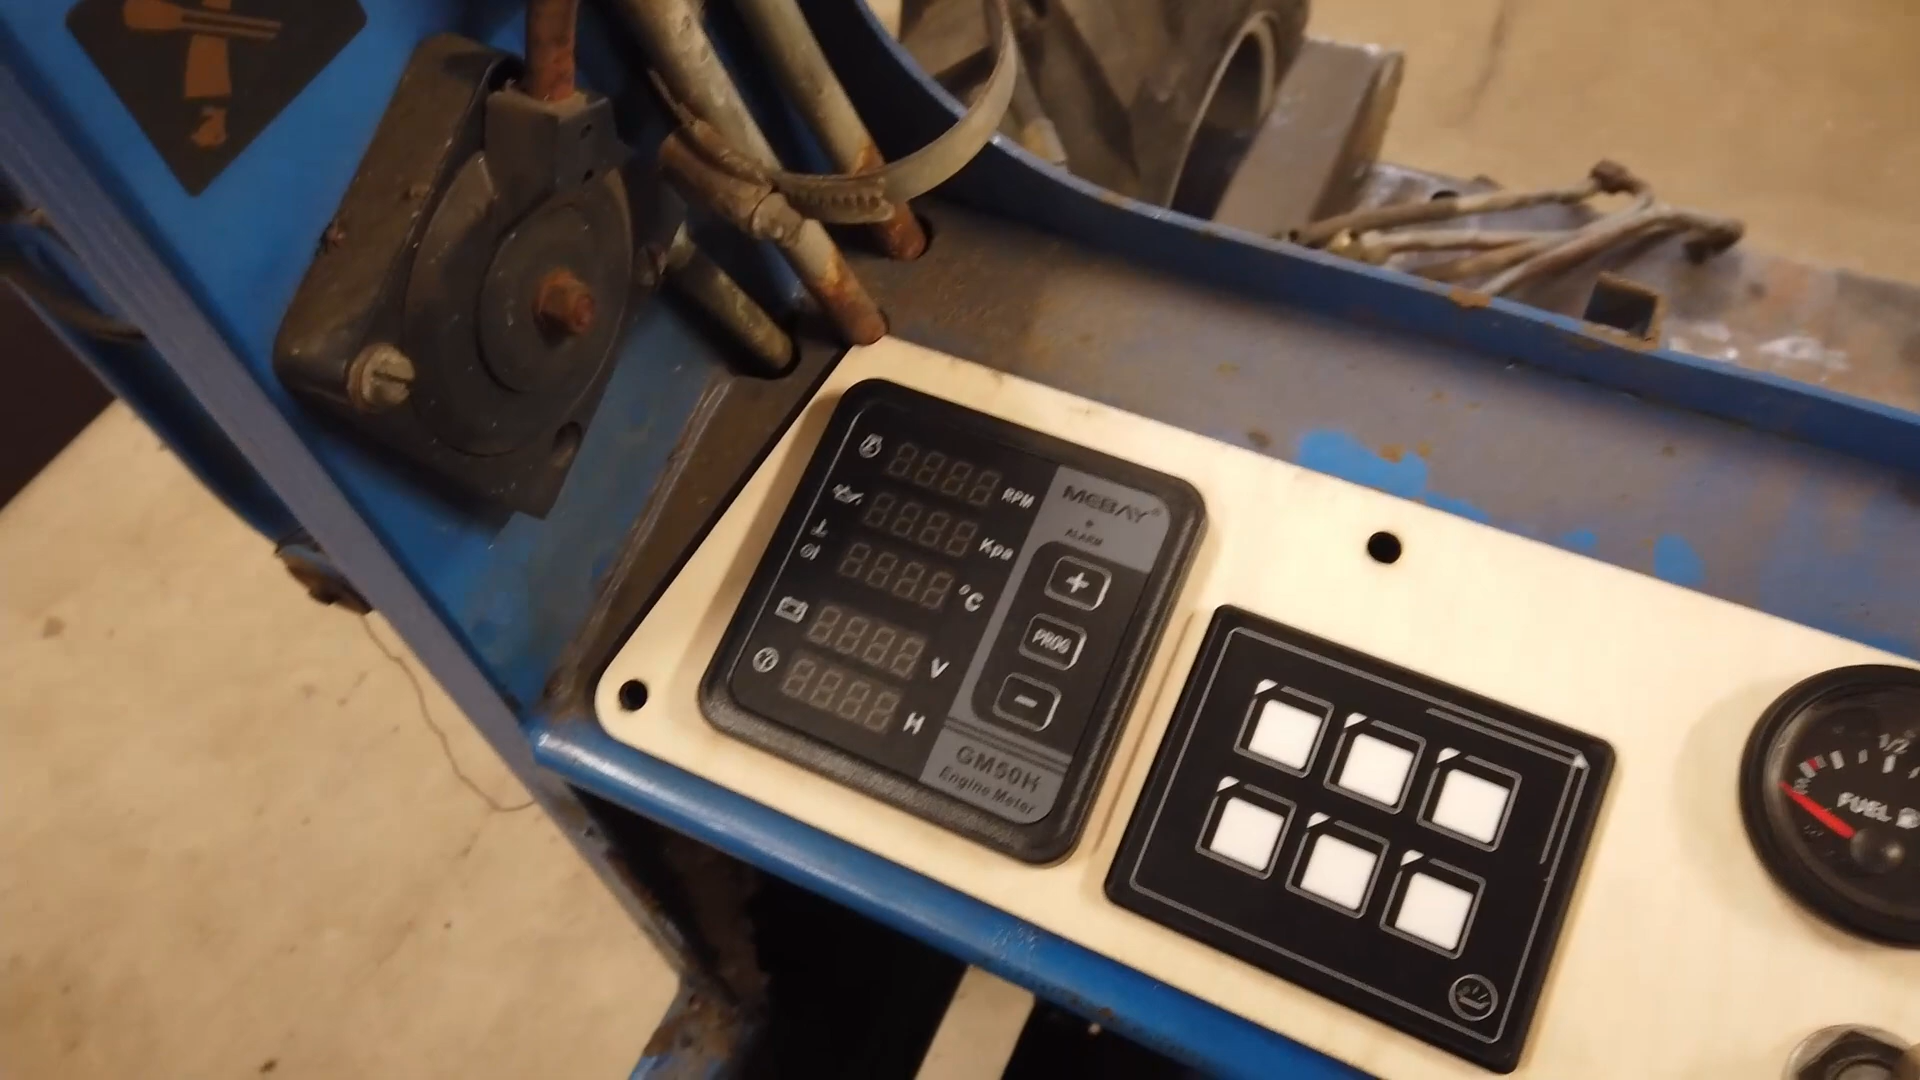 RPM
Kpa
°C
V
H
MEBAY®
ALARM
+
PROG
-
GM50H
Engine Meter
1/2
FUEL